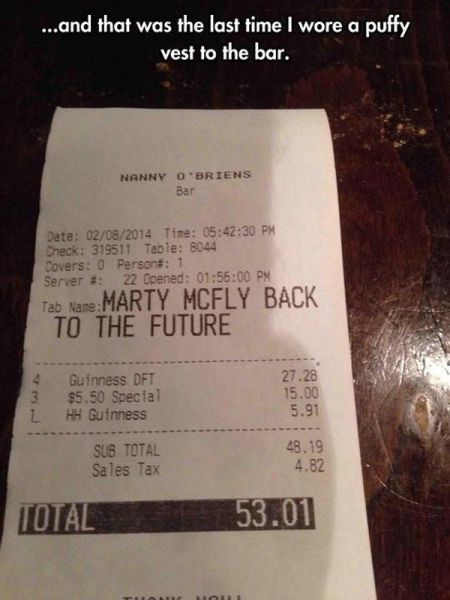 ...and that was the last time I wore a puffy
vest to the bar.
NANNY O'BRIENS
Bar
Date: 02/08/2014 Time: 05:42:30 PM
Check: 319511 Table: 8044
Covers: 0 Person#: 1
Server #: 22 Opened: 01:56:00 PM
Tab Name: MARTY MCFLY BACK
TO THE FUTURE
4 Guinness DFT 27.28
3 $5.50 Special 15.00
1 HH Guinness 5.91
SUB TOTAL 48.19
Sales Tax 4.82
TOTAL 53.01